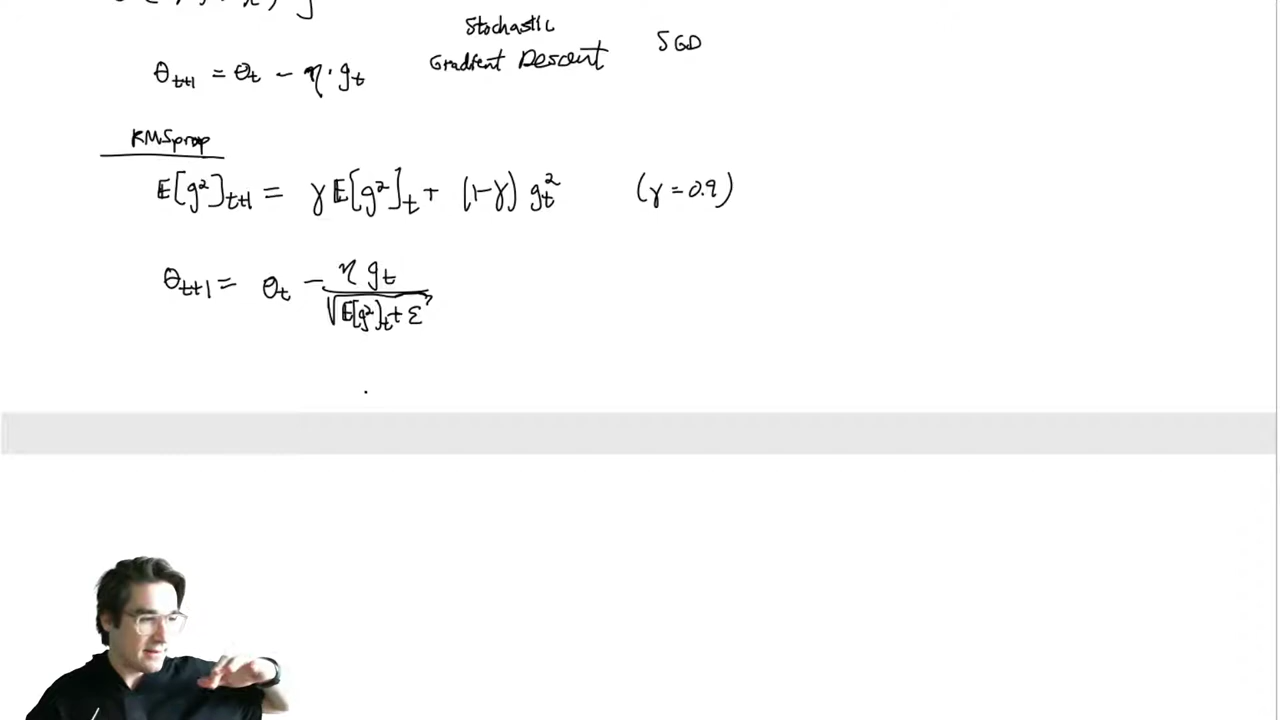 Stochastic
Gradient Descent SGD
θ_{t+1} = θ_t - η · g_t
RMSprop
E[g²]_{t+1} = γ E[g²]_t + (1-γ) g_t² (γ = 0.9)
θ_{t+1} = θ_t - η g_t / √(E[g²]_t + ε)